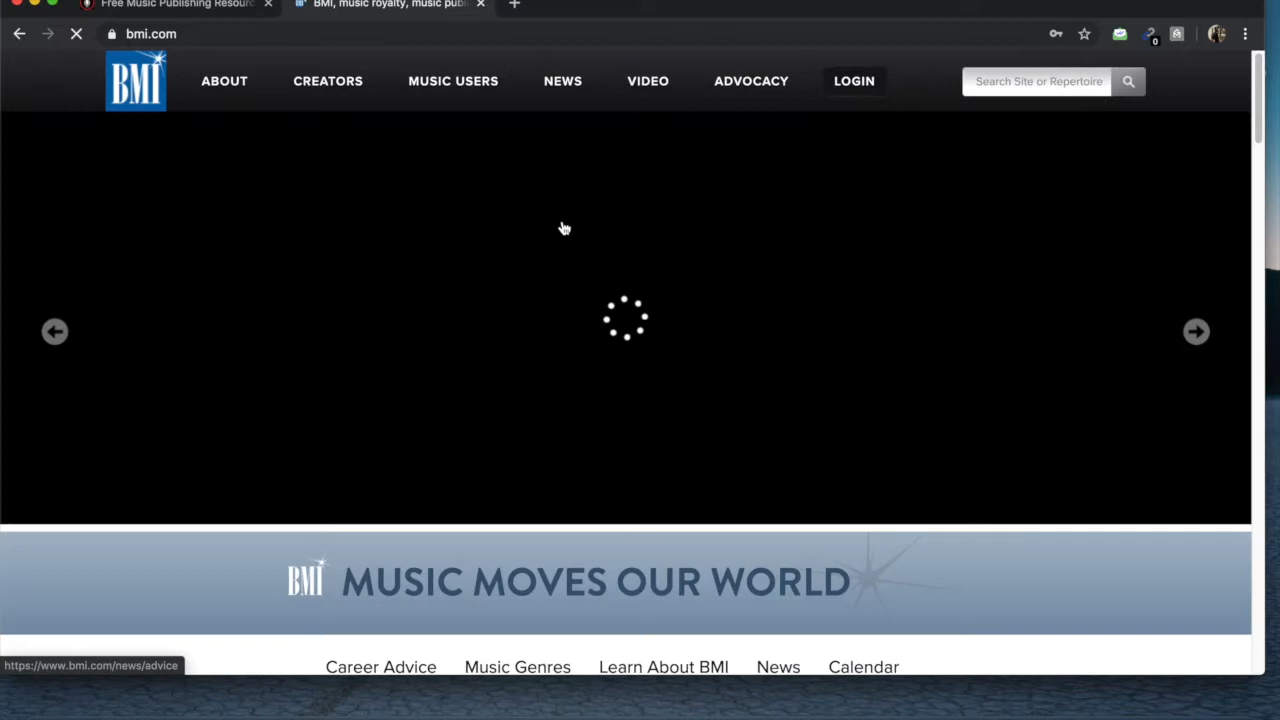 Free Music Publishing Resourc
BMI, music royalty, music publ
bmi.com
0
BMI
ABOUT
CREATORS
MUSIC USERS
NEWS
VIDEO
ADVOCACY
LOGIN
Search Site or Repertoire
BMI MUSIC MOVES OUR WORLD
https://www.bmi.com/news/advice
Career Advice
Music Genres
Learn About BMI
News
Calendar